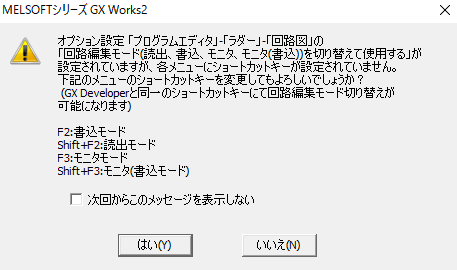 MELSOFTシリーズ GX Works2
オプション設定「プログラムエディタ」-「ラダー」-「回路図」の
「回路編集モード(読出、書込、モニタ、モニタ(書込))を切替えて使用する」が
設定されていますが、各メニューにショートカットキーが設定されていません。
下記のメニューのショートカットキーを変更してもよろしいでしょうか？
(GX Developerと同一のショートカットキーにて回路編集モード切り替えが
可能になります)
F2:書込モード
Shift+F2:読出モード
F3:モニタモード
Shift+F3:モニタ(書込モード)
次回からこのメッセージを表示しない
はい(Y)
いいえ(N)